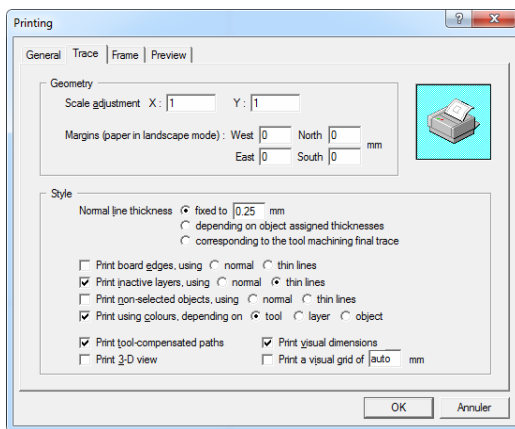 Printing
General Trace Frame Preview
Geometry
Scale adjustment X : 1 Y : 1
Margins (paper in landscape mode) : West 0 North 0
mm
East 0 South 0
Style
Normal line thickness fixed to 0.25 mm
depending on object assigned thicknesses
corresponding to the tool machining final trace
Print board edges, using normal thin lines
Print inactive layers, using normal thin lines
Print non-selected objects, using normal thin lines
Print using colours, depending on tool layer object
Print tool-compensated paths Print visual dimensions
Print 3-D view Print a visual grid of auto mm
OK Annuler